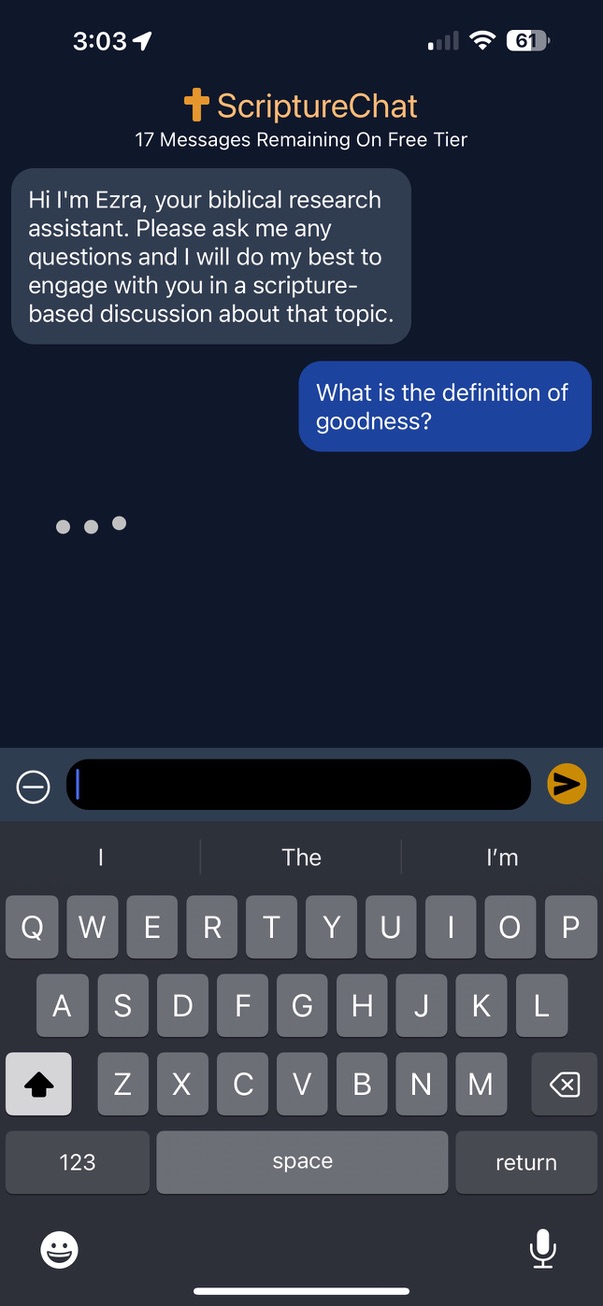 3:03
61
ScriptureChat
17 Messages Remaining On Free Tier
Hi I'm Ezra, your biblical research
assistant. Please ask me any
questions and I will do my best to
engage with you in a scripture-
based discussion about that topic.
What is the definition of
goodness?
I The I'm
Q W E R T Y U I O P
A S D F G H J K L
Z X C V B N M
123 space return